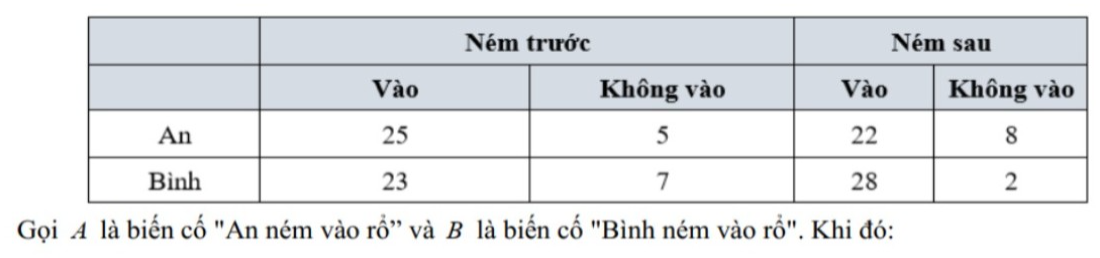 Ném trước Ném sau
Vào Không vào Vào Không vào
An 25 5 22 8
Bình 23 7 28 2
Gọi A là biến cố "An ném vào rổ” và B là biến cố "Bình ném vào rổ". Khi đó: